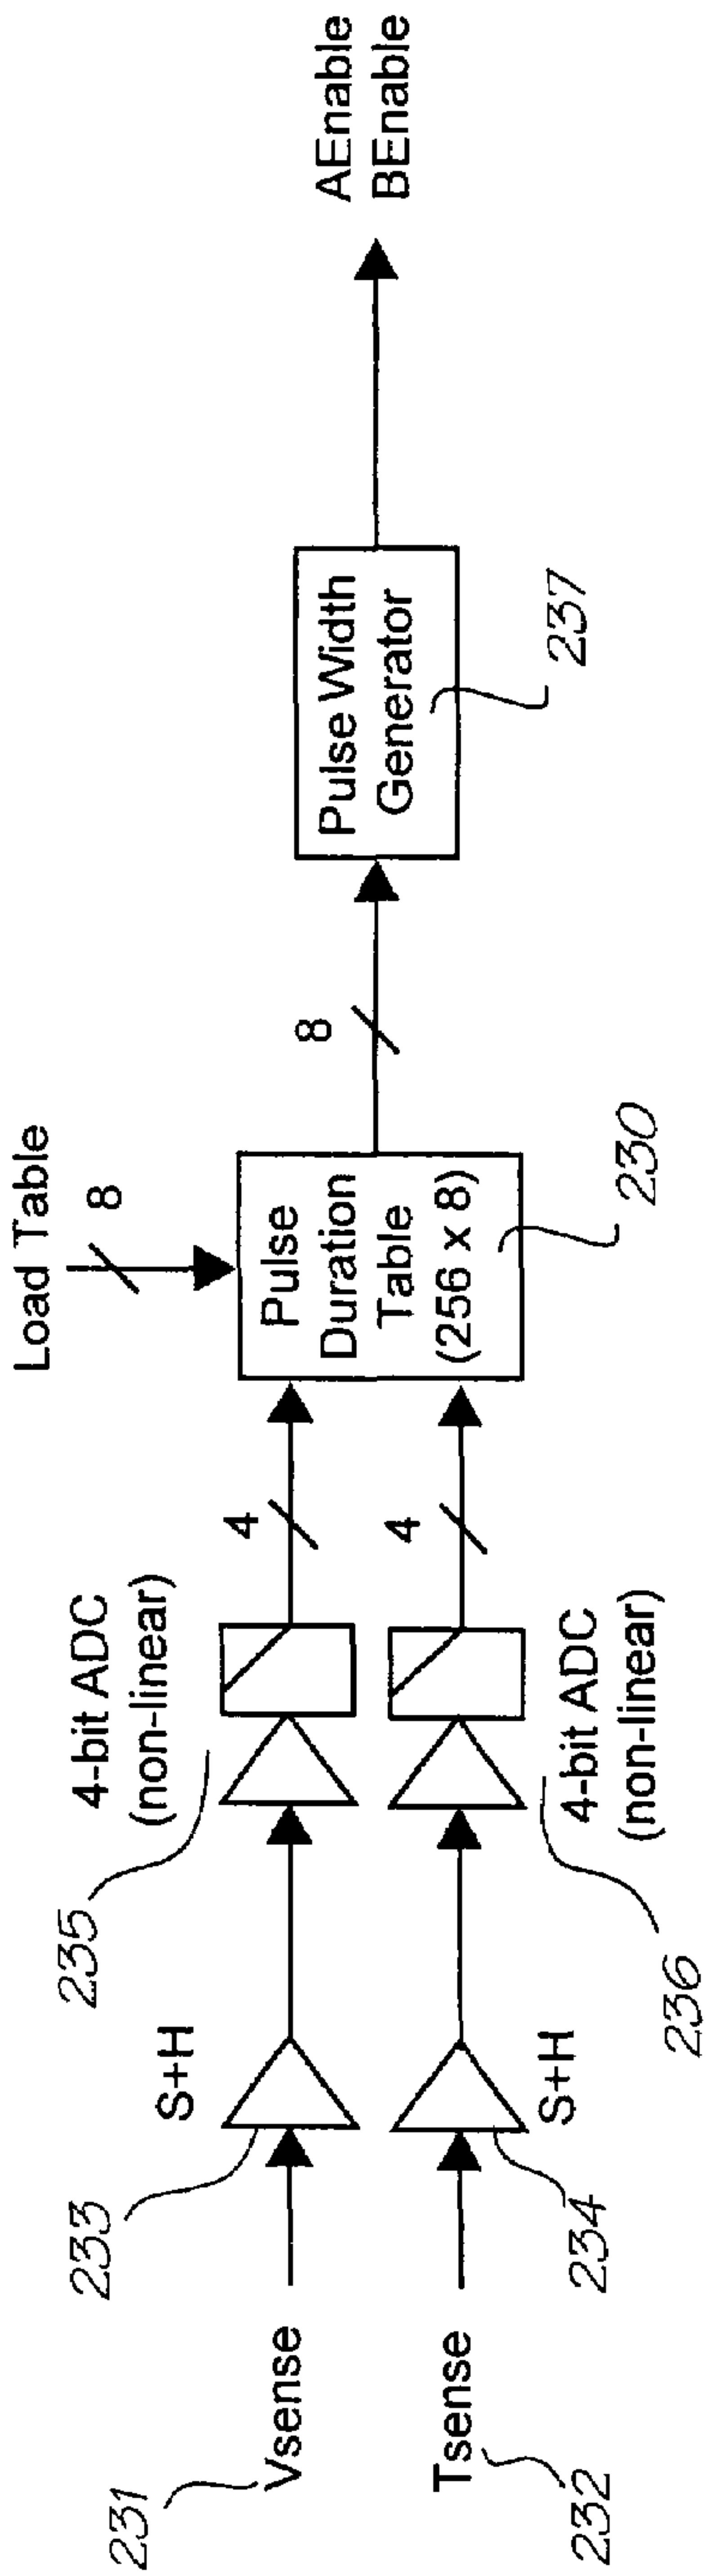 Load Table
8
4-bit ADC
(non-linear)
235
S+H
233
231
Vsense
4
Pulse
Duration
Table
(256 x 8)
230
8
Pulse Width
Generator
237
AEnable
BEnable
232
Tsense
234
S+H
236
4-bit ADC
(non-linear)
4